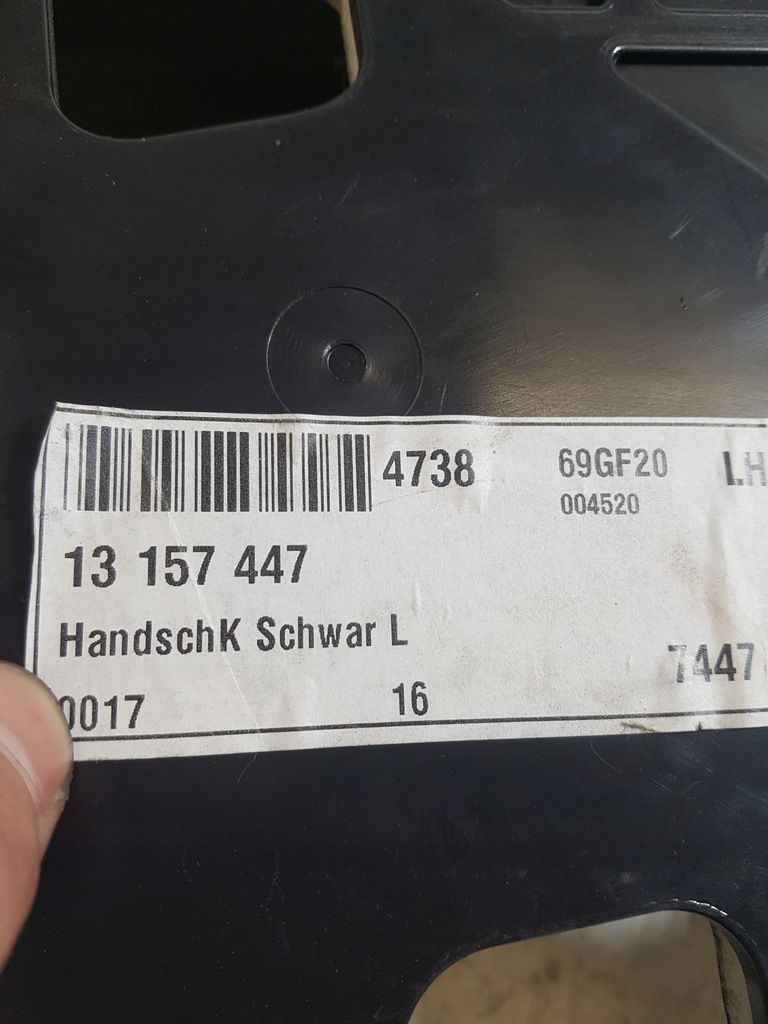 4738 69GF20 LH
004520
13 157 447
HandschK Schwar L
7447
0017 16